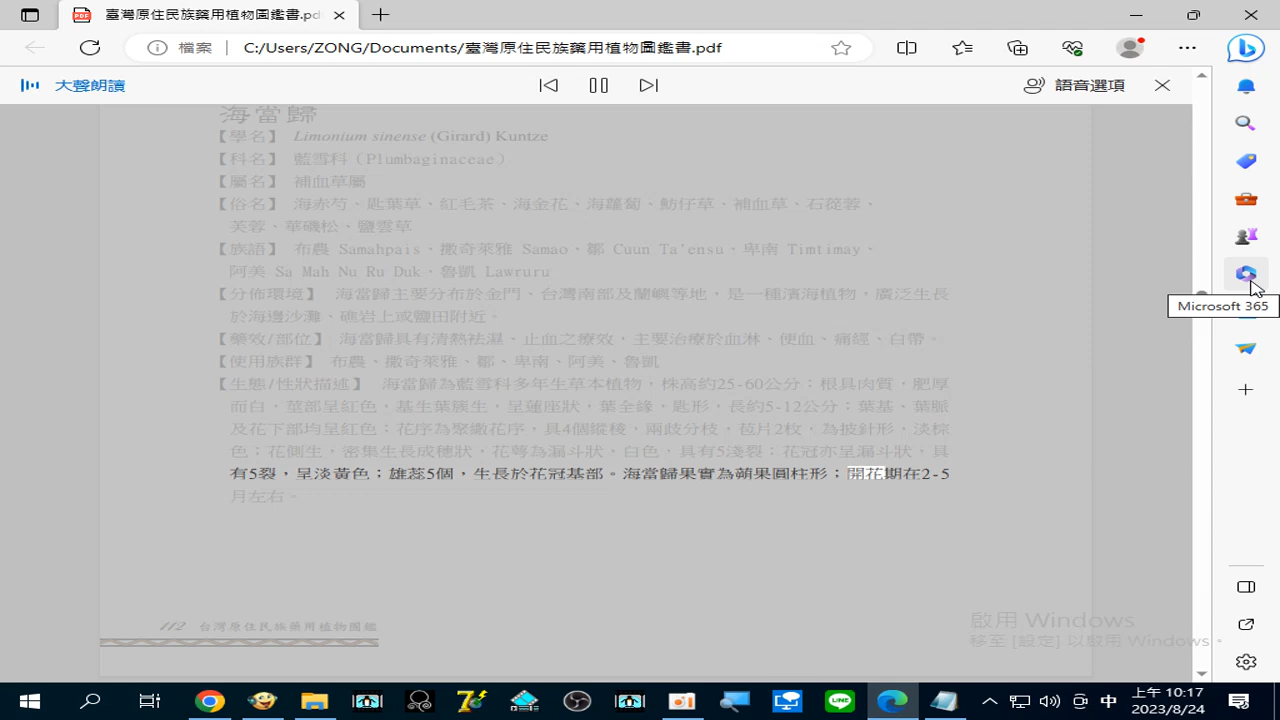 臺灣原住民族藥用植物圖鑑書.pdf
檔案
C:/Users/ZONG/Documents/臺灣原住民族藥用植物圖鑑書.pdf
大聲朗讀
語音選項
海當歸
【學名】 Limonium sinense (Girard) Kuntze
【科名】 藍雪科（Plumbaginaceae）
【屬名】 補血草屬
【俗名】 海赤芍、匙葉草、紅毛茶、海金花、海蘿蔔、魴仔草、補血草、石蓯蓉、
芙蓉、華磯松、鹽雲草
【族語】 布農 Samahpais、撒奇萊雅 Samao、鄒 Cuun Ta'ensu、卑南 Timtimay、
阿美 Sa Mah Nu Ru Duk、魯凱 Lawruru
【分佈環境】 海當歸主要分布於金門、台灣南部及蘭嶼等地，是一種濱海植物，廣泛生長
於海邊沙灘、礁岩上或鹽田附近。
【藥效/部位】 海當歸具有清熱祛濕、止血之療效，主要治療於血淋、便血、痛經、白帶。
【使用族群】 布農、撒奇萊雅、鄒、卑南、阿美、魯凱
【生態/性狀描述】 海當歸為藍雪科多年生草本植物，株高約25-60公分；根具肉質，肥厚
而白，莖部呈紅色，基生葉簇生，呈蓮座狀，葉全緣，匙形，長約5-12公分；葉基、葉脈
及花下部均呈紅色；花序為聚繖花序，具4個縱稜，兩歧分枝，苞片2枚，為披針形，淡棕
色；花側生，密集生長成穗狀，花萼為漏斗狀，白色，具有5淺裂；花冠亦呈漏斗狀，具
有5裂，呈淡黃色；雄蕊5個，生長於花冠基部。海當歸果實為蒴果圓柱形；開花期在2-5
月左右。
112 台灣原住民族藥用植物圖鑑
Microsoft 365
啟用 Windows
移至 [設定] 以啟用 Windows。
中
上午 10:17
2023/8/24